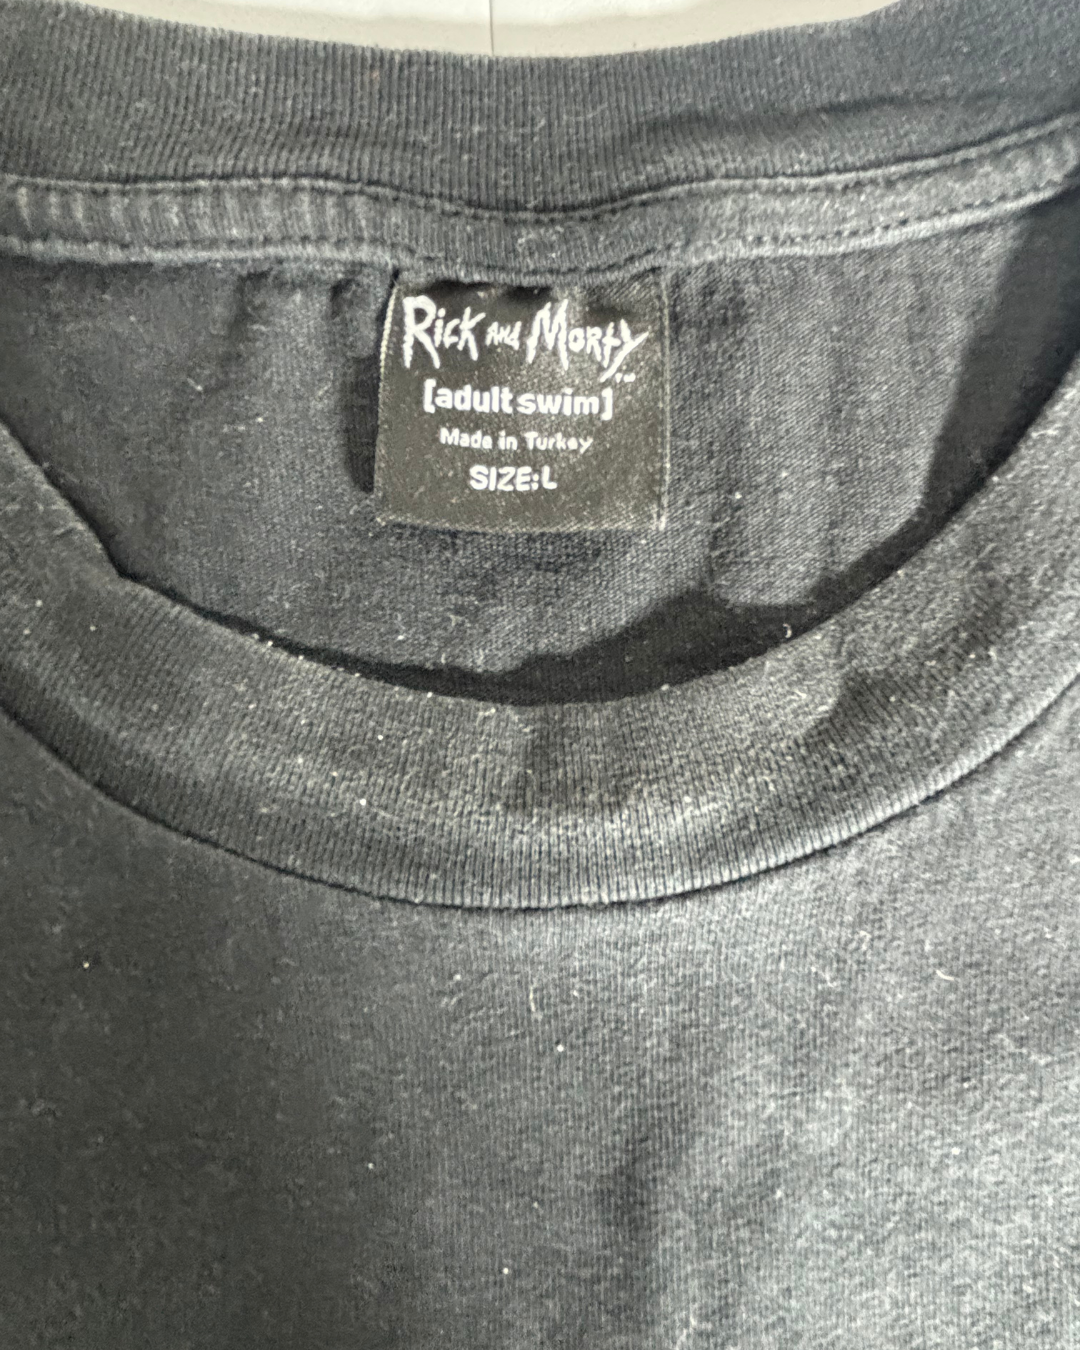 Rick and Morty
[adult swim]
Made in Turkey
SIZE:L